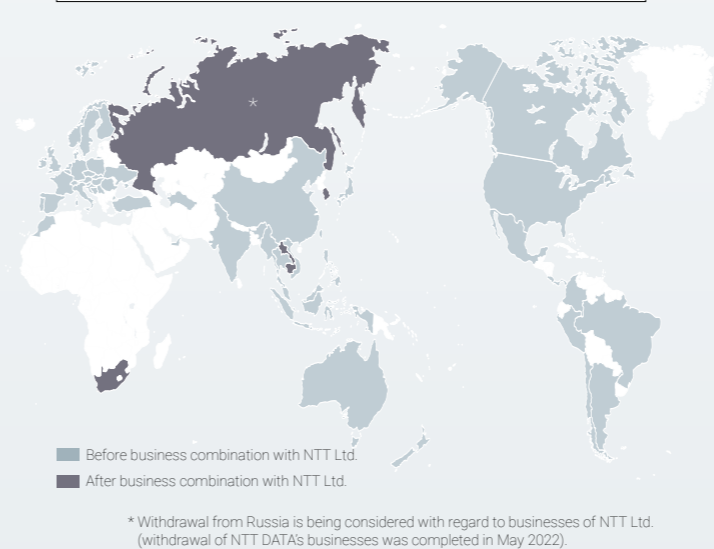 *
Before business combination with NTT Ltd.
After business combination with NTT Ltd.
* Withdrawal from Russia is being considered with regard to businesses of NTT Ltd.
(withdrawal of NTT DATA's businesses was completed in May 2022).